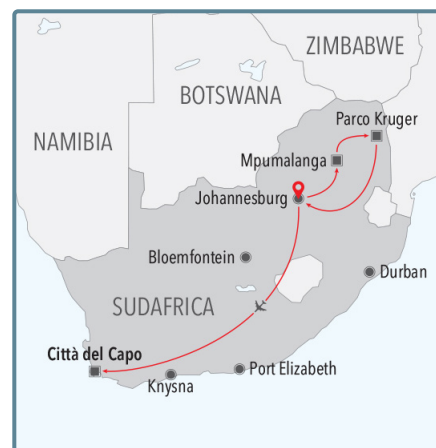 ZIMBABWE
BOTSWANA
NAMIBIA
Parco Kruger
Mpumalanga
Johannesburg
Bloemfontein
Durban
SUDAFRICA
Città del Capo
Port Elizabeth
Knysna